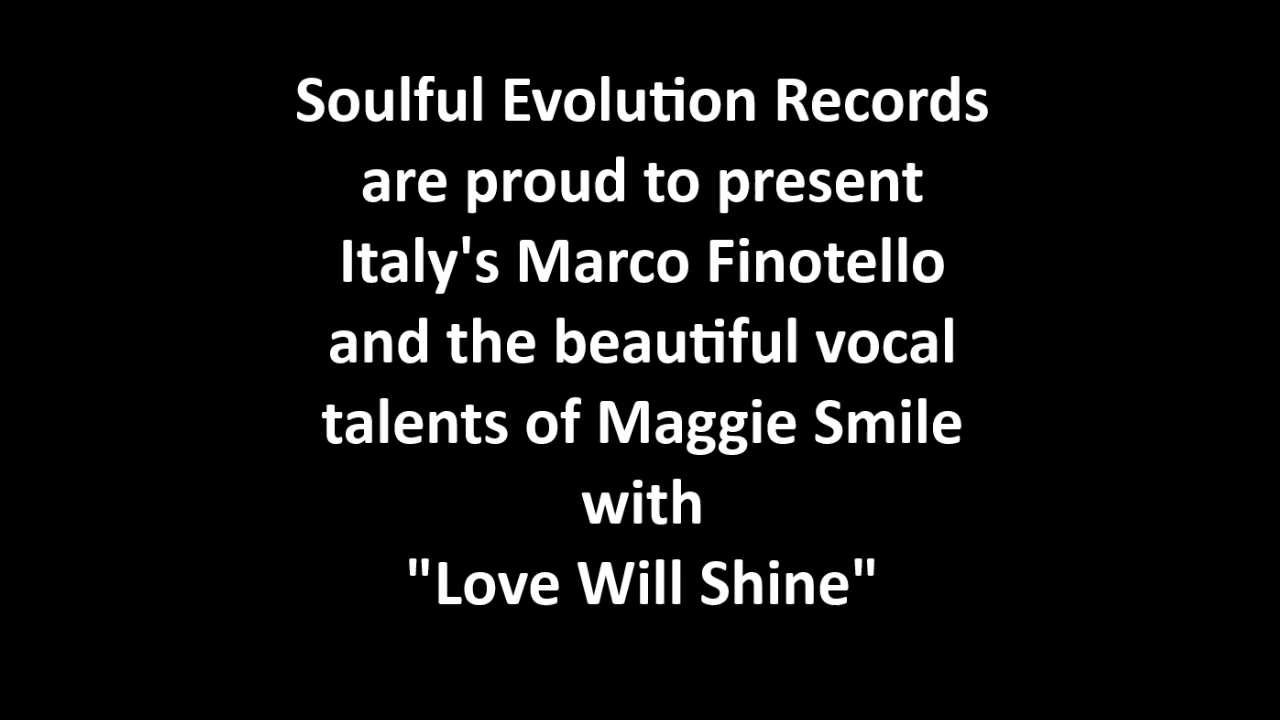 Soulful Evolution Records
are proud to present
Italy's Marco Finotello
and the beautiful vocal
talents of Maggie Smile
with
"Love Will Shine"